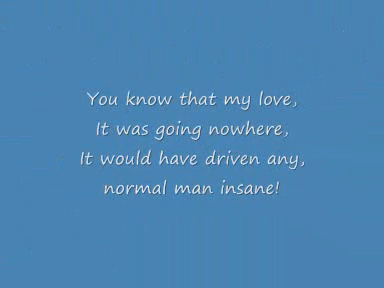 You know that my love,
It was going nowhere,
It would have driven any,
normal man insane!